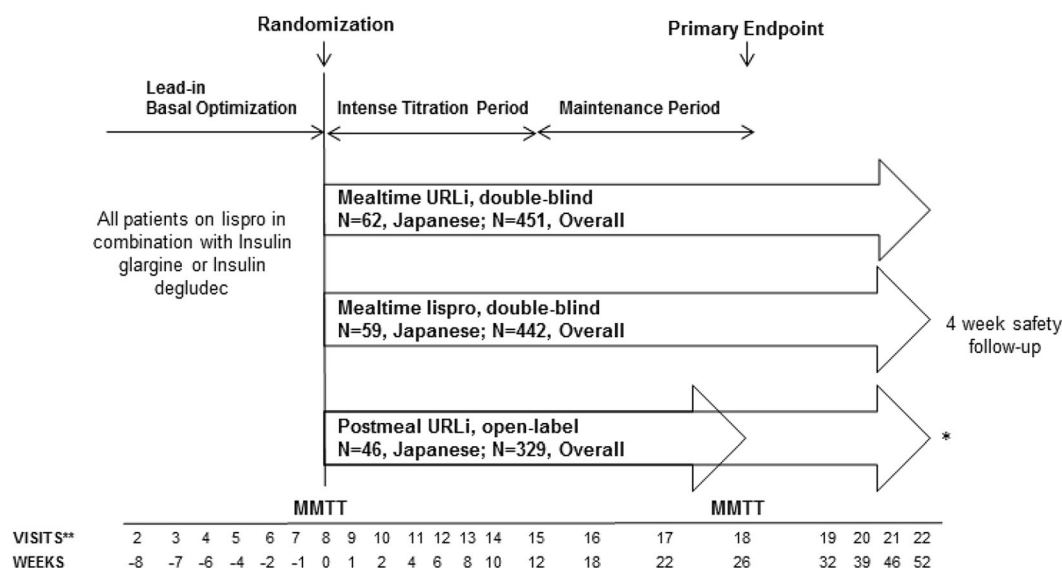 Randomization
Primary Endpoint
Lead-in
Basal Optimization
Intense Titration Period
Maintenance Period
All patients on lispro in
combination with Insulin
glargine or Insulin
degludec
Mealtime URLi, double-blind
N=62, Japanese; N=451, Overall
Mealtime lispro, double-blind
N=59, Japanese; N=442, Overall
4 week safety
follow-up
Postmeal URLi, open-label
N=46, Japanese; N=329, Overall
*
MMTT
MMTT
VISITS** 2 3 4 5 6 7 8 9 10 11 12 13 14 15 16 17 18 19 20 21 22
WEEKS -8 -7 -6 -4 -2 -1 0 1 2 4 6 8 10 12 18 22 26 32 39 46 52